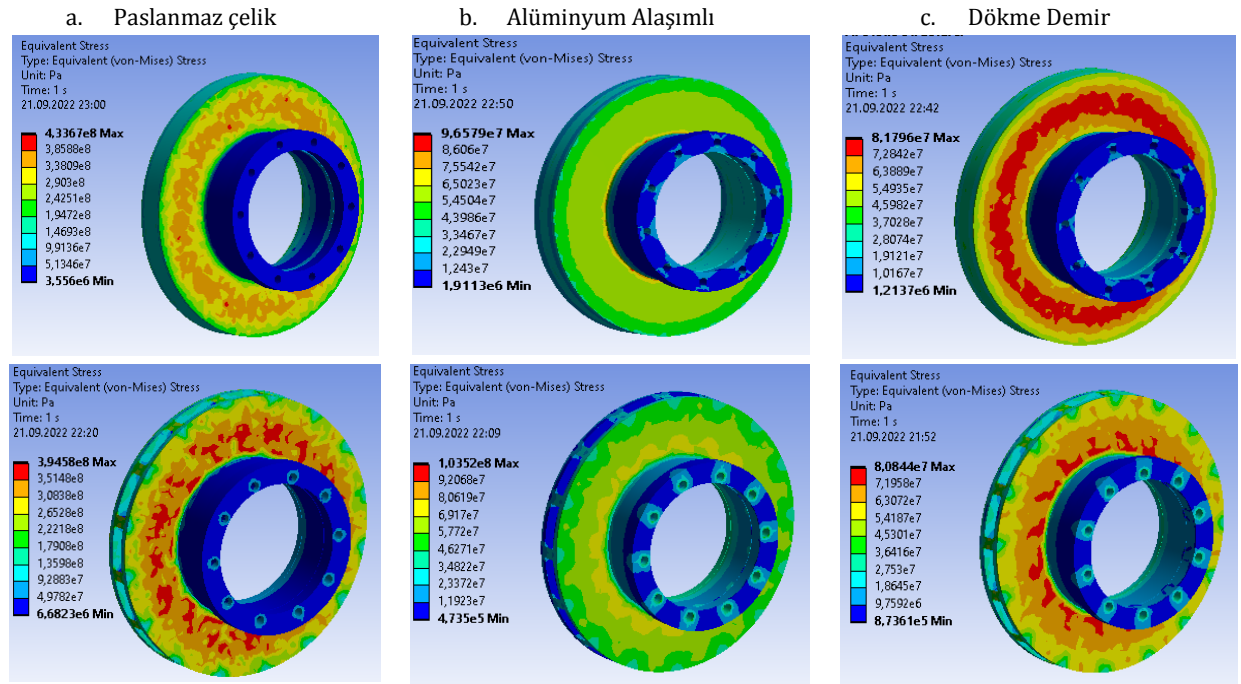 a. Paslanmaz çelik
b. Alüminyum Alaşımlı
c. Dökme Demir
Equivalent Stress
Type: Equivalent (von-Mises) Stress
Unit: Pa
Time: 1 s
21.09.2022 23:00
4,3367e8 Max
3,8588e8
3,3809e8
2,903e8
2,4251e8
1,9472e8
1,4693e8
9,9136e7
5,1346e7
3,556e6 Min
Equivalent Stress
Type: Equivalent (von-Mises) Stress
Unit: Pa
Time: 1 s
21.09.2022 22:50
9,6579e7 Max
8,606e7
7,5542e7
6,5023e7
5,4504e7
4,3986e7
3,3467e7
2,2949e7
1,243e7
1,9113e6 Min
Equivalent Stress
Type: Equivalent (von-Mises) Stress
Unit: Pa
Time: 1 s
21.09.2022 22:42
8,1796e7 Max
7,2842e7
6,3889e7
5,4935e7
4,5982e7
3,7028e7
2,8074e7
1,9121e7
1,0167e7
1,2137e6 Min
Equivalent Stress
Type: Equivalent (von-Mises) Stress
Unit: Pa
Time: 1 s
21.09.2022 22:20
3,9458e8 Max
3,5148e8
3,0838e8
2,6528e8
2,2218e8
1,7908e8
1,3598e8
9,2883e7
4,9782e7
6,6823e6 Min
Equivalent Stress
Type: Equivalent (von-Mises) Stress
Unit: Pa
Time: 1 s
21.09.2022 22:09
1,0352e8 Max
9,2068e7
8,0619e7
6,917e7
5,772e7
4,6271e7
3,4822e7
2,3372e7
1,1923e7
4,735e5 Min
Equivalent Stress
Type: Equivalent (von-Mises) Stress
Unit: Pa
Time: 1 s
21.09.2022 21:52
8,0844e7 Max
7,1958e7
6,3072e7
5,4187e7
4,5301e7
3,6416e7
2,753e7
1,8645e7
9,7592e6
8,7361e5 Min